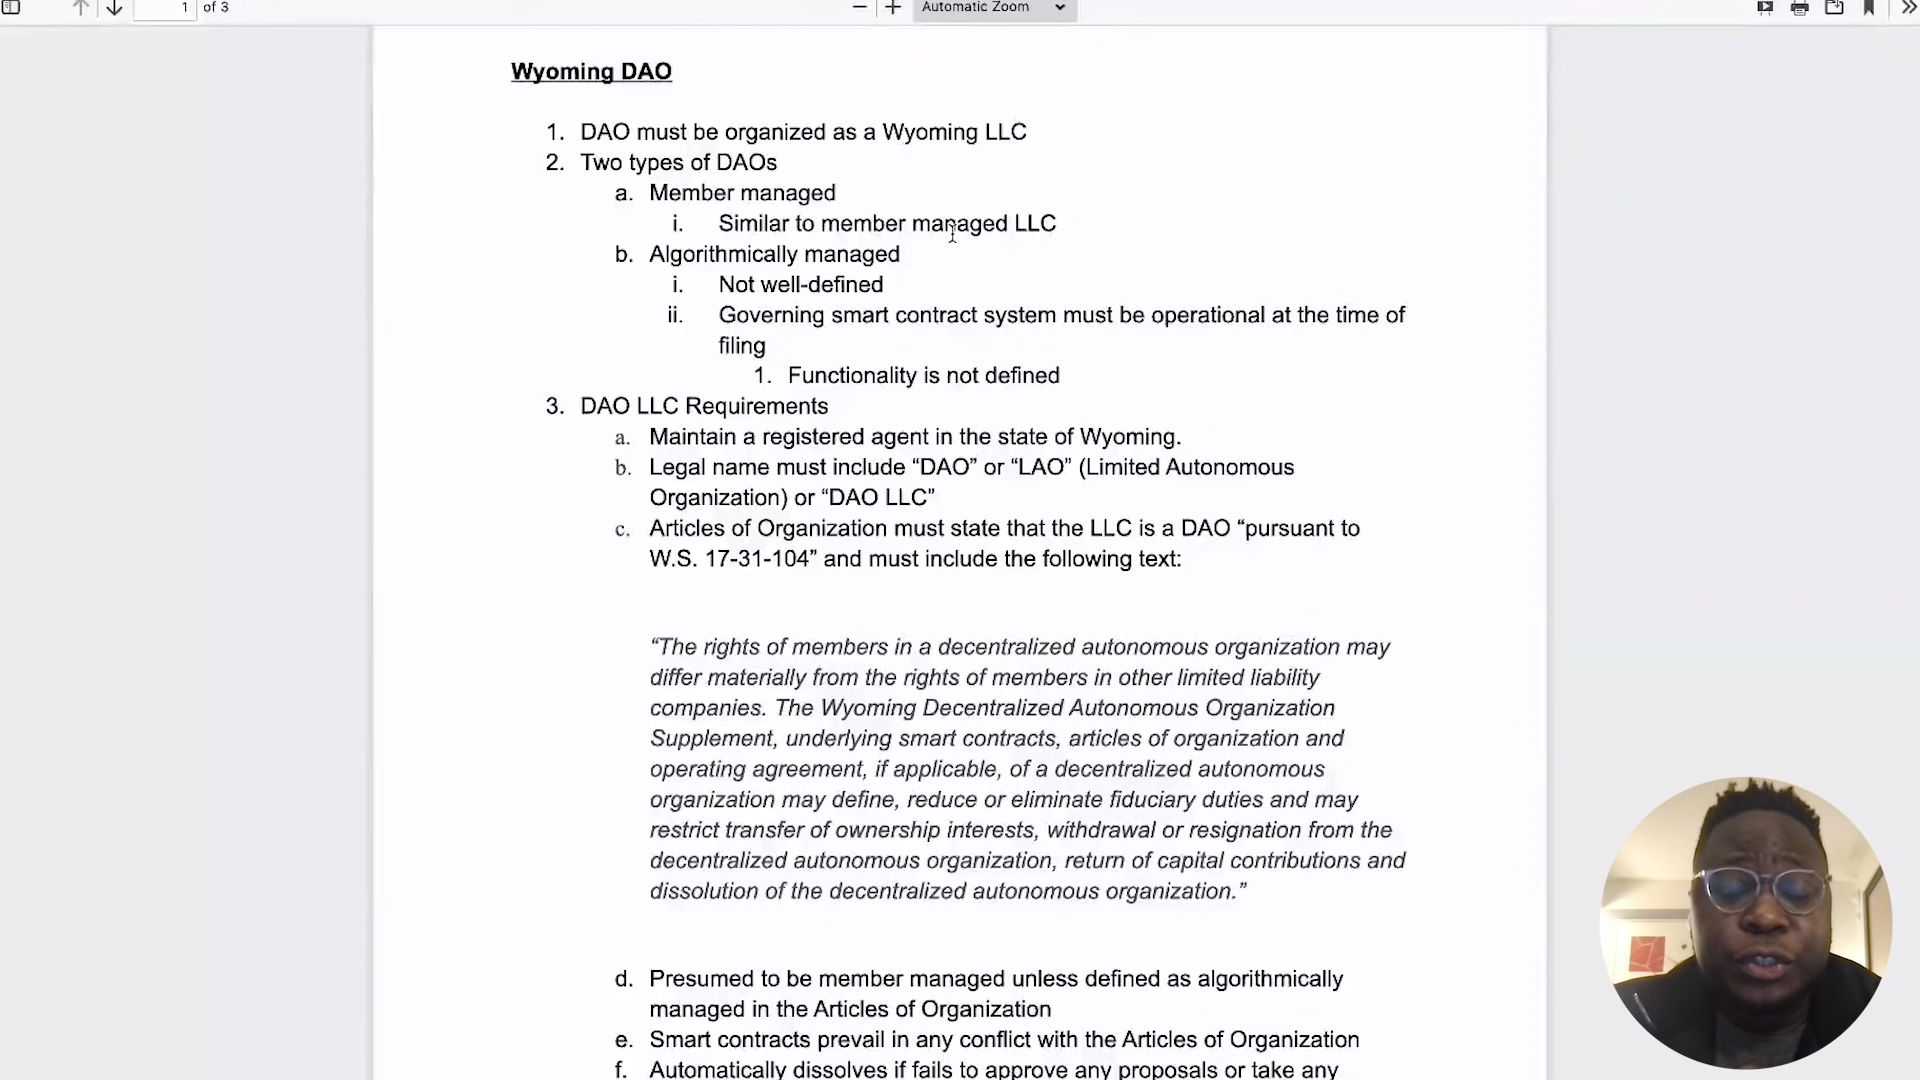 1 of 3
Automatic Zoom
Wyoming DAO
1. DAO must be organized as a Wyoming LLC
2. Two types of DAOs
a. Member managed
i. Similar to member managed LLC
b. Algorithmically managed
i. Not well-defined
ii. Governing smart contract system must be operational at the time of
filing
1. Functionality is not defined
3. DAO LLC Requirements
a. Maintain a registered agent in the state of Wyoming.
b. Legal name must include “DAO” or “LAO” (Limited Autonomous
Organization) or “DAO LLC”
c. Articles of Organization must state that the LLC is a DAO “pursuant to
W.S. 17-31-104” and must include the following text:
“The rights of members in a decentralized autonomous organization may
differ materially from the rights of members in other limited liability
companies. The Wyoming Decentralized Autonomous Organization
Supplement, underlying smart contracts, articles of organization and
operating agreement, if applicable, of a decentralized autonomous
organization may define, reduce or eliminate fiduciary duties and may
restrict transfer of ownership interests, withdrawal or resignation from the
decentralized autonomous organization, return of capital contributions and
dissolution of the decentralized autonomous organization.”
d. Presumed to be member managed unless defined as algorithmically
managed in the Articles of Organization
e. Smart contracts prevail in any conflict with the Articles of Organization
f. Automatically dissolves if fails to approve any proposals or take any